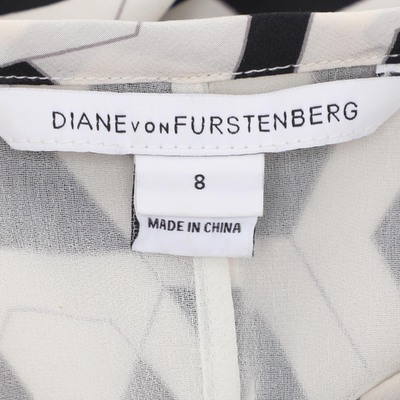 DIANE VON FURSTENBERG
8
MADE IN CHINA